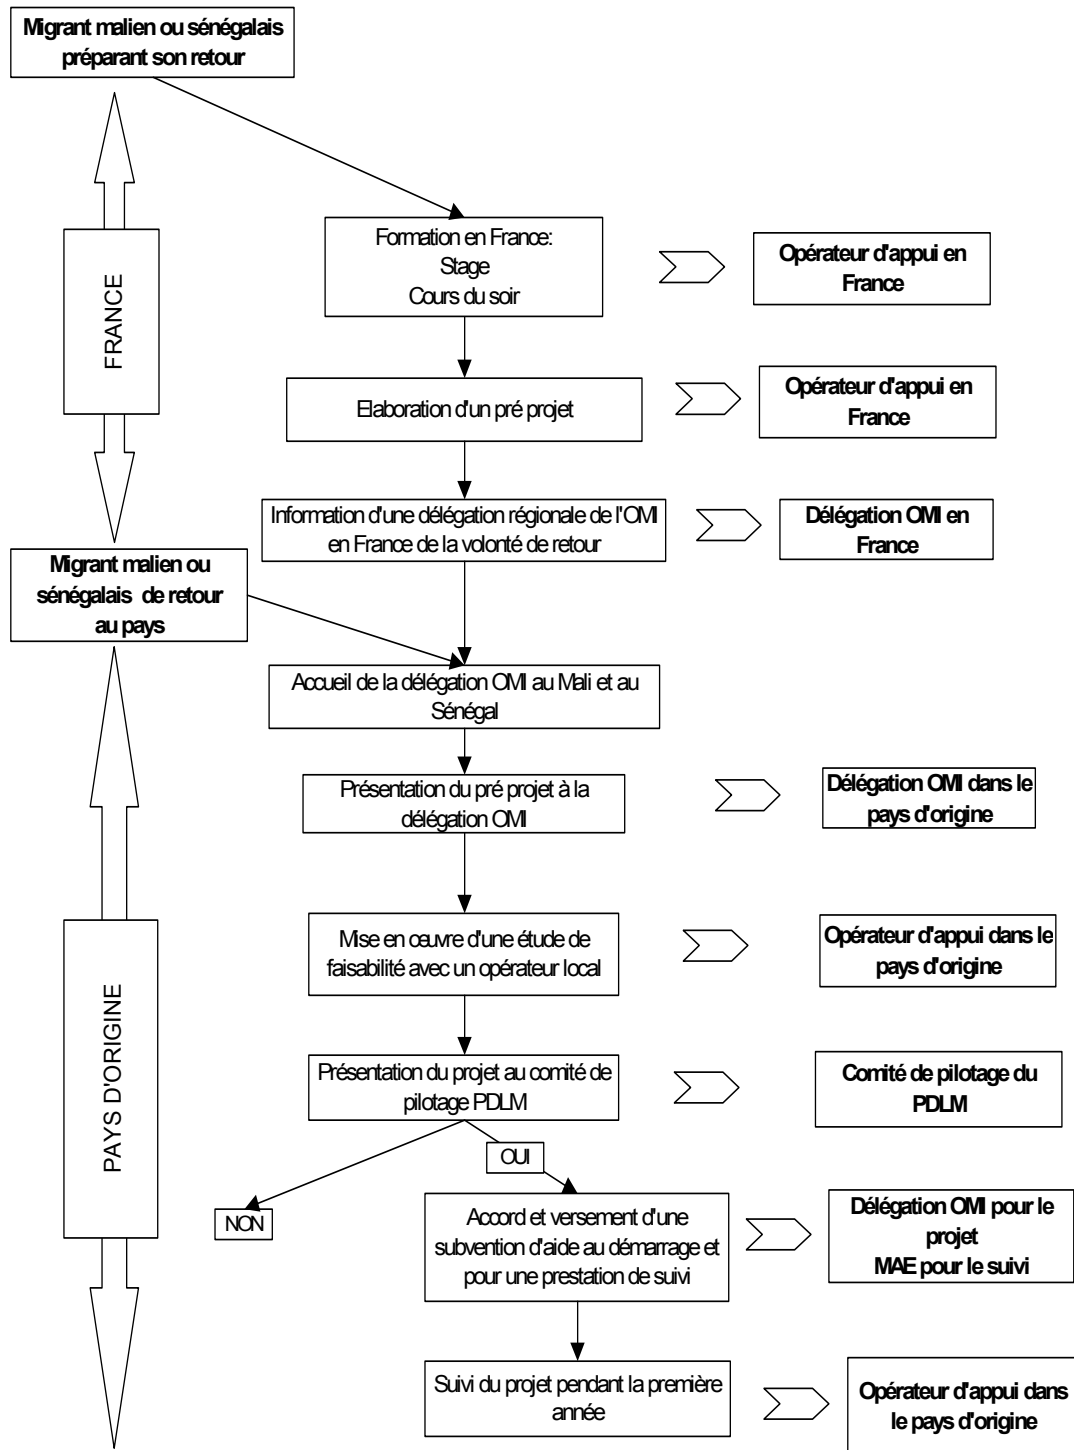 Migrant malien ou sénégalais
préparant son retour
Formation en France:
Stage
Cours du soir
Opérateur d'appui en
France
FRANCE
Elaboration d'un pré projet
Opérateur d'appui en
France
Information d'une délégation régionale de l'OMI
en France de la volonté de retour
Délégation OMI en
France
Migrant malien ou
sénégalais de retour
au pays
Accueil de la délégation OMI au Mali et au
Sénégal
Présentation du pré projet à la
délégation OMI
Délégation OMI dans le
pays d'origine
PAYS D'ORIGINE
Mise en œuvre d'une étude de
faisabilité avec un opérateur local
Opérateur d'appui dans le
pays d'origine
Présentation du projet au comité de
pilotage PDLM
Comité de pilotage du
PDLM
OUI
NON
Accord et versement d'une
subvention d'aide au démarrage et
pour une prestation de suivi
Délégation OMI pour le
projet
MAE pour le suivi
Suivi du projet pendant la première
année
Opérateur d'appui dans
le pays d'origine